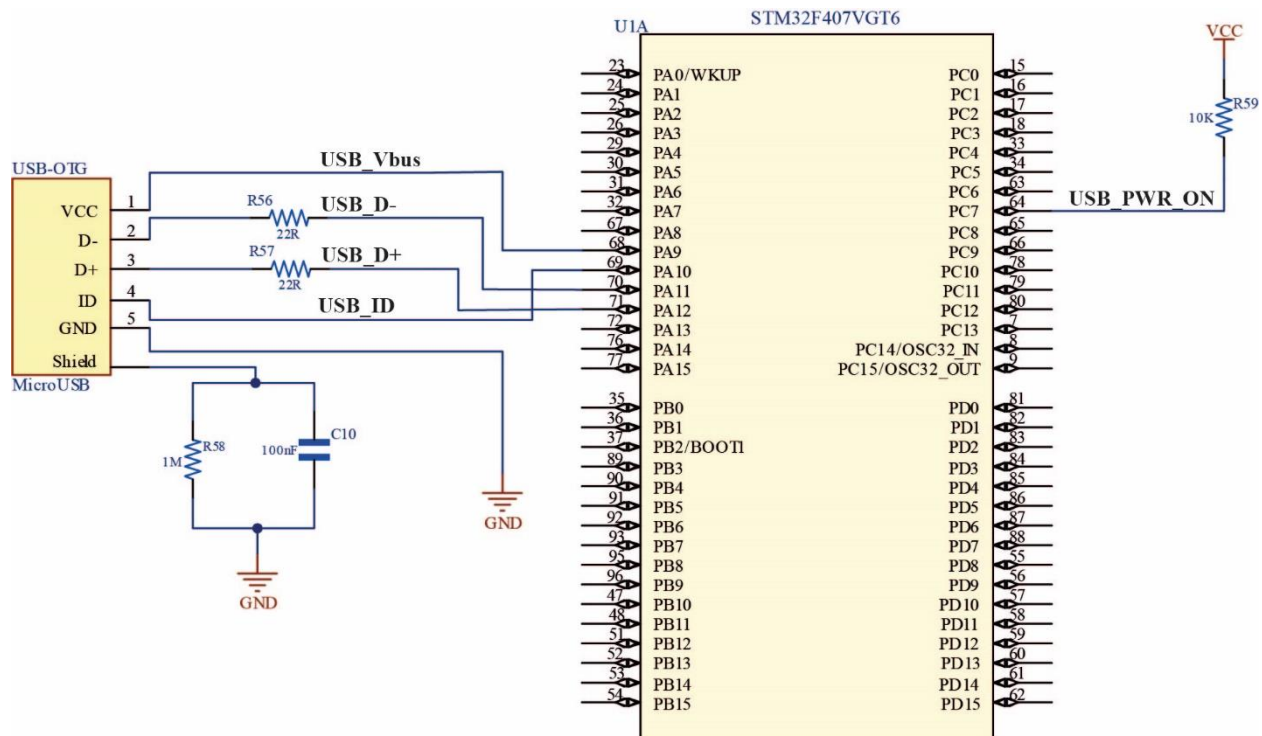 STM32F407VGT6
U1A
VCC
R59
10K
USB_PWR_ON
USB-OTG
VCC 1
D- 2
D+ 3
ID 4
GND 5
Shield
MicroUSB
USB_Vbus
R56
22R
USB_D-
R57
22R
USB_D+
USB_ID
R58
1M
C10
100nF
GND
GND
23 PA0/WKUP PC0 15
24 PA1 PC1 16
25 PA2 PC2 17
26 PA3 PC3 18
29 PA4 PC4 33
30 PA5 PC5 34
31 PA6 PC6 63
32 PA7 PC7 64
67 PA8 PC8 65
68 PA9 PC9 66
69 PA10 PC10 78
70 PA11 PC11 79
71 PA12 PC12 80
72 PA13 PC13 7
76 PA14 PC14/OSC32_IN 8
77 PA15 PC15/OSC32_OUT 9
35 PB0 PD0 81
36 PB1 PD1 82
37 PB2/BOOT1 PD2 83
89 PB3 PD3 84
90 PB4 PD4 85
91 PB5 PD5 86
92 PB6 PD6 87
93 PB7 PD7 88
95 PB8 PD8 55
96 PB9 PD9 56
47 PB10 PD10 57
48 PB11 PD11 58
51 PB12 PD12 59
52 PB13 PD13 60
53 PB14 PD14 61
54 PB15 PD15 62